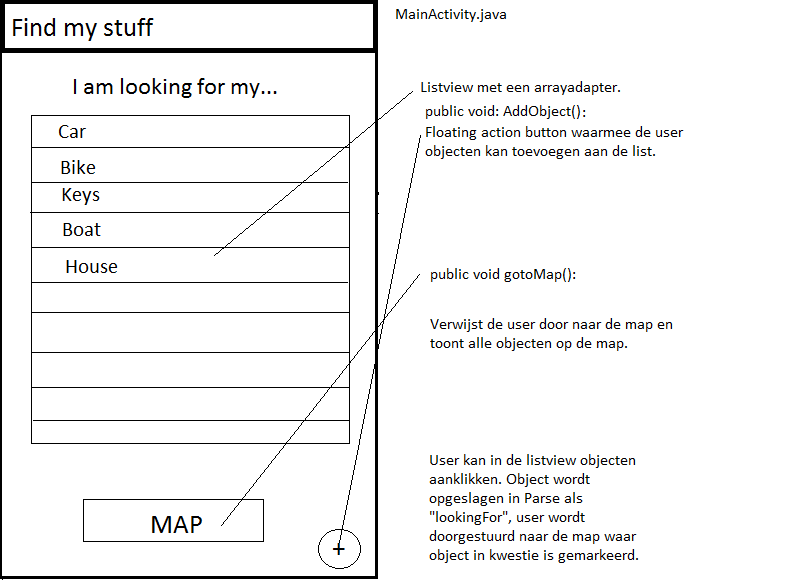 Find my stuff
I am looking for my...
Car
Bike
Keys
Boat
House
MAP
+
MainActivity.java
Listview met een arrayadapter.
public void: AddObject():
Floating action button waarmee de user
objecten kan toevoegen aan de list.
public void gotoMap():
Verwijst de user door naar de map en
toont alle objecten op de map.
User kan in de listview objecten
aanklikken. Object wordt
opgeslagen in Parse als
"lookingFor", user wordt
doorgestuurd naar de map waar
object in kwestie is gemarkeerd.